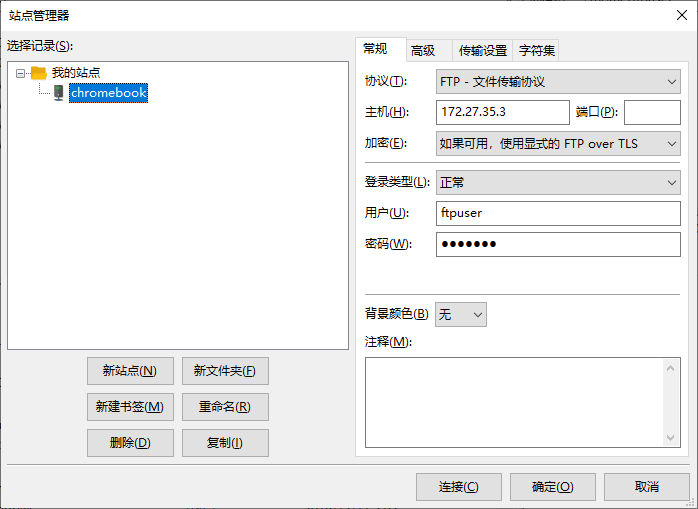 站点管理器
选择记录(S):
我的站点
chromebook
新站点(N) 新文件夹(F)
新建书签(M) 重命名(R)
删除(D) 复制(I)
常规 高级 传输设置 字符集
协议(T): FTP - 文件传输协议
主机(H): 172.27.35.3 端口(P):
加密(E): 如果可用，使用显式的 FTP over TLS
登录类型(L): 正常
用户(U): ftpuser
密码(W): ●●●●●●●
背景颜色(B) 无
注释(M):
连接(C) 确定(O) 取消